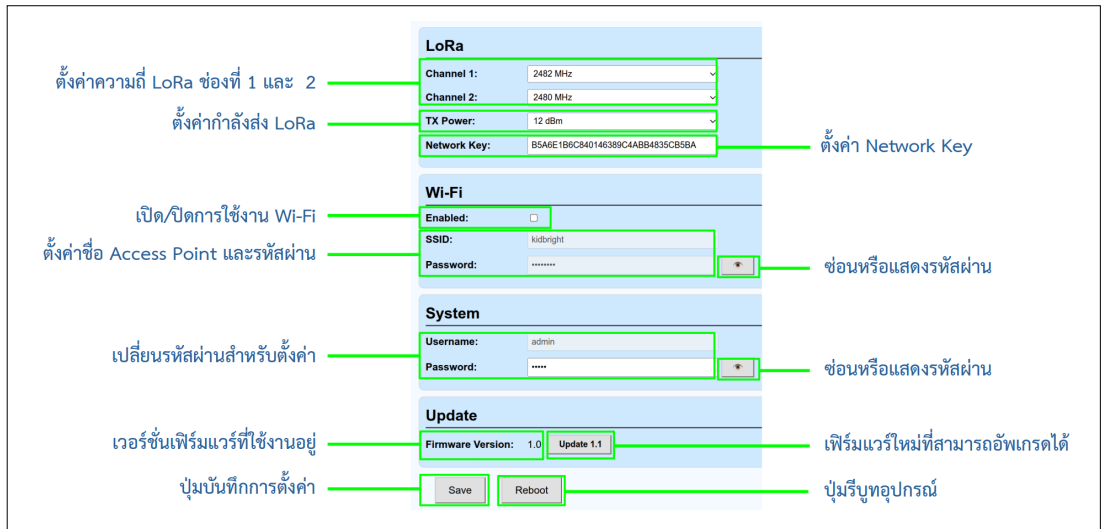 LoRa
ตั้งค่าความถี่ LoRa ช่องที่ 1 และ 2
Channel 1: 2482 MHz
Channel 2: 2480 MHz
ตั้งค่ากำลังส่ง LoRa
TX Power: 12 dBm
Network Key: B5A6E1B6C840146389C4ABB4835CB5BA
ตั้งค่า Network Key
Wi-Fi
เปิด/ปิดการใช้งาน Wi-Fi
Enabled:
ตั้งค่าชื่อ Access Point และรหัสผ่าน
SSID: kidbright
Password: ••••••••
ซ่อนหรือแสดงรหัสผ่าน
System
เปลี่ยนรหัสผ่านสำหรับตั้งค่า
Username: admin
Password: •••••
ซ่อนหรือแสดงรหัสผ่าน
Update
เวอร์ชั่นเฟิร์มแวร์ที่ใช้งานอยู่
Firmware Version: 1.0 Update 1.1
เฟิร์มแวร์ใหม่ที่สามารถอัพเกรดได้
ปุ่มบันทึกการตั้งค่า
Save Reboot
ปุ่มรีบูทอุปกรณ์